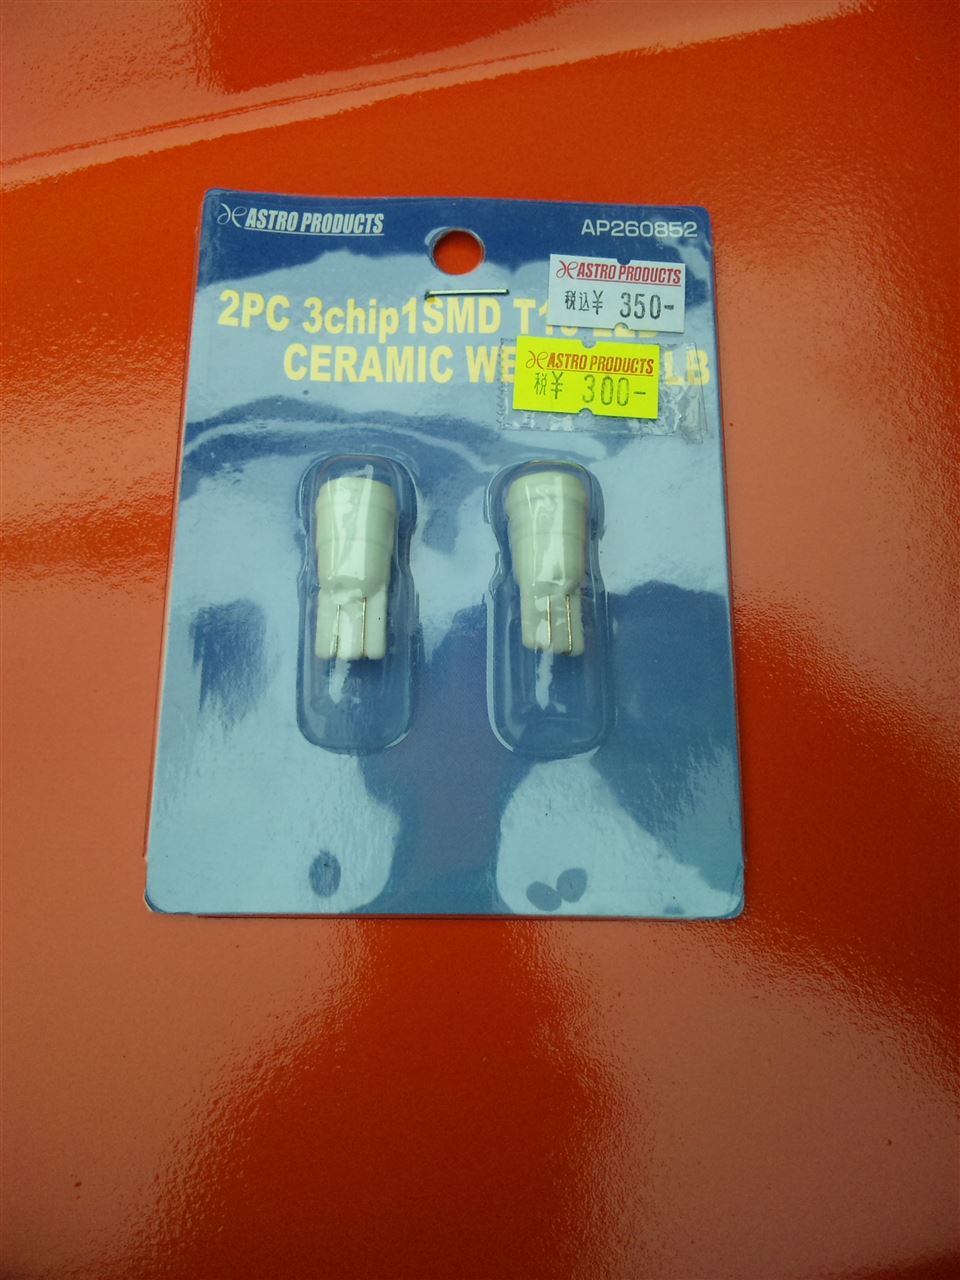 ASTRO PRODUCTS
AP260852
ASTRO PRODUCTS
税込¥ 350-
2PC 3chip1SMD
CERAMIC
ASTRO PRODUCTS
税¥ 300-